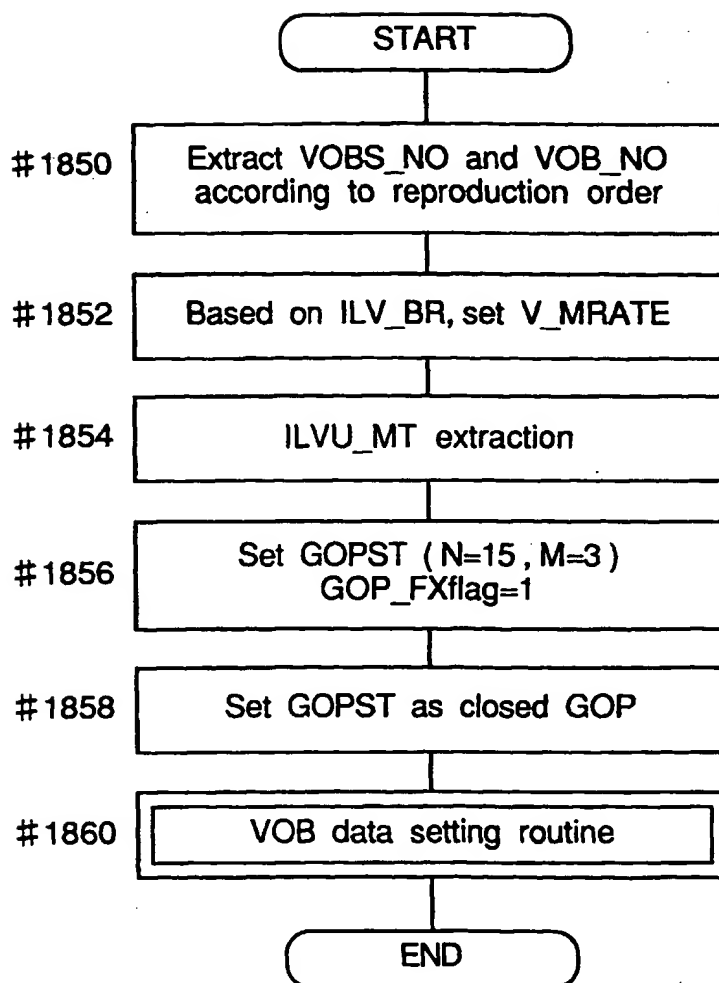 START
#1850
Extract VOBS_NO and VOB_NO
according to reproduction order
#1852
Based on ILV_BR, set V_MRATE
#1854
ILVU_MT extraction
#1856
Set GOPST (N=15, M=3)
GOP_FXflag=1
#1858
Set GOPST as closed GOP
#1860
VOB data setting routine
END